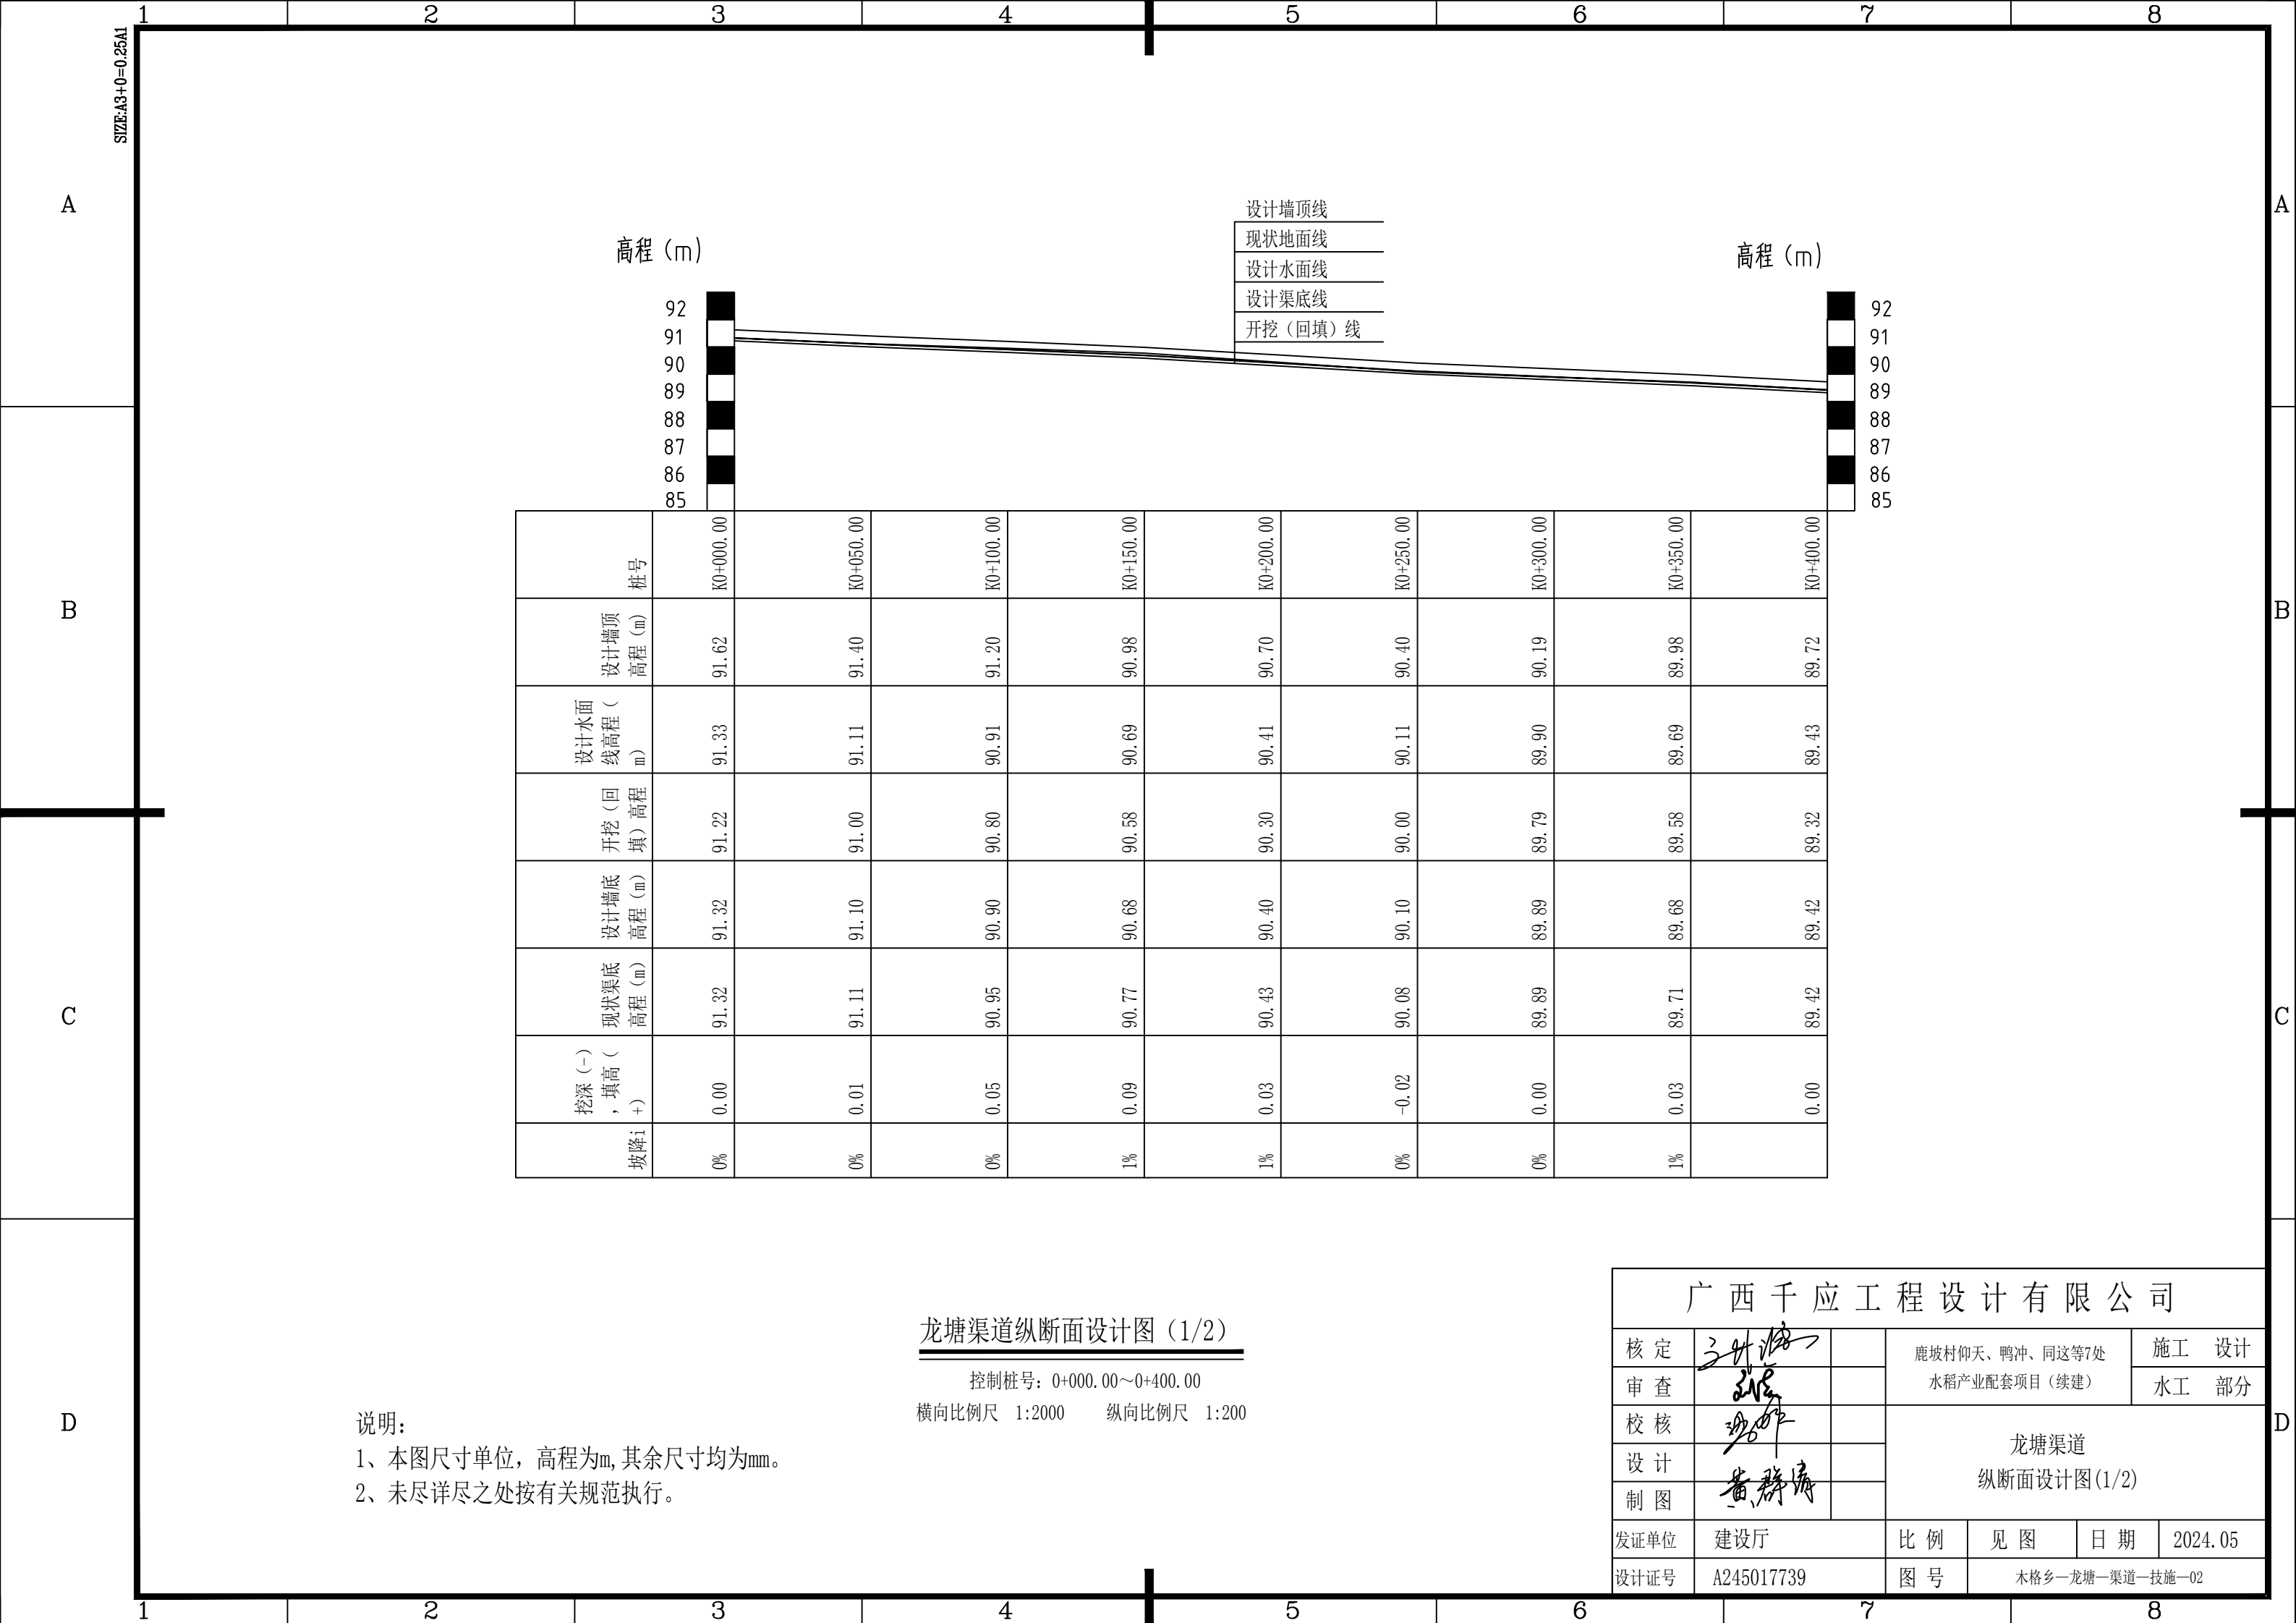 1 2 3 4 5 6 7 8
SIZE:A3+0=0.25A1
A
A
设计墙顶线
现状地面线
设计水面线
设计渠底线
开挖（回填）线
高程（m）
高程（m）
92
91
90
89
88
87
86
85
92
91
90
89
88
87
86
85
桩号 K0+000.00 K0+050.00 K0+100.00 K0+150.00 K0+200.00 K0+250.00 K0+300.00 K0+350.00 K0+400.00
B
B
设计墙顶
高程（m） 91.62 91.40 91.20 90.98 90.70 90.40 90.19 89.98 89.72
设计水面
线高程（
m） 91.33 91.11 90.91 90.69 90.41 90.11 89.90 89.69 89.43
开挖（回
填）高程 91.22 91.00 90.80 90.58 90.30 90.00 89.79 89.58 89.32
设计墙底
高程（m） 91.32 91.10 90.90 90.68 90.40 90.10 89.89 89.68 89.42
现状渠底
高程（m） 91.32 91.11 90.95 90.77 90.43 90.08 89.89 89.71 89.42
C
C
挖深（-）
，填高（
+） 0.00 0.01 0.05 0.09 0.03 -0.02 0.00 0.03 0.00
坡降i 0% 0% 0% 1% 1% 0% 0% 1%
龙塘渠道纵断面设计图（1/2）
控制桩号：0+000.00～0+400.00
横向比例尺 1:2000 纵向比例尺 1:200
说明：
1、本图尺寸单位，高程为m,其余尺寸均为mm。
2、未尽详尽之处按有关规范执行。
D
D
广西千应工程设计有限公司
核 定
审 查
校 核
设 计
黄群涛
制 图
鹿坡村仰天、鸭冲、同这等7处
水稻产业配套项目（续建）
施工 设计
水工 部分
龙塘渠道
纵断面设计图(1/2)
发证单位 建设厅 比 例 见 图 日 期 2024.05
设计证号 A245017739 图 号 木格乡—龙塘—渠道—技施—02
1 2 3 4 5 6 7 8